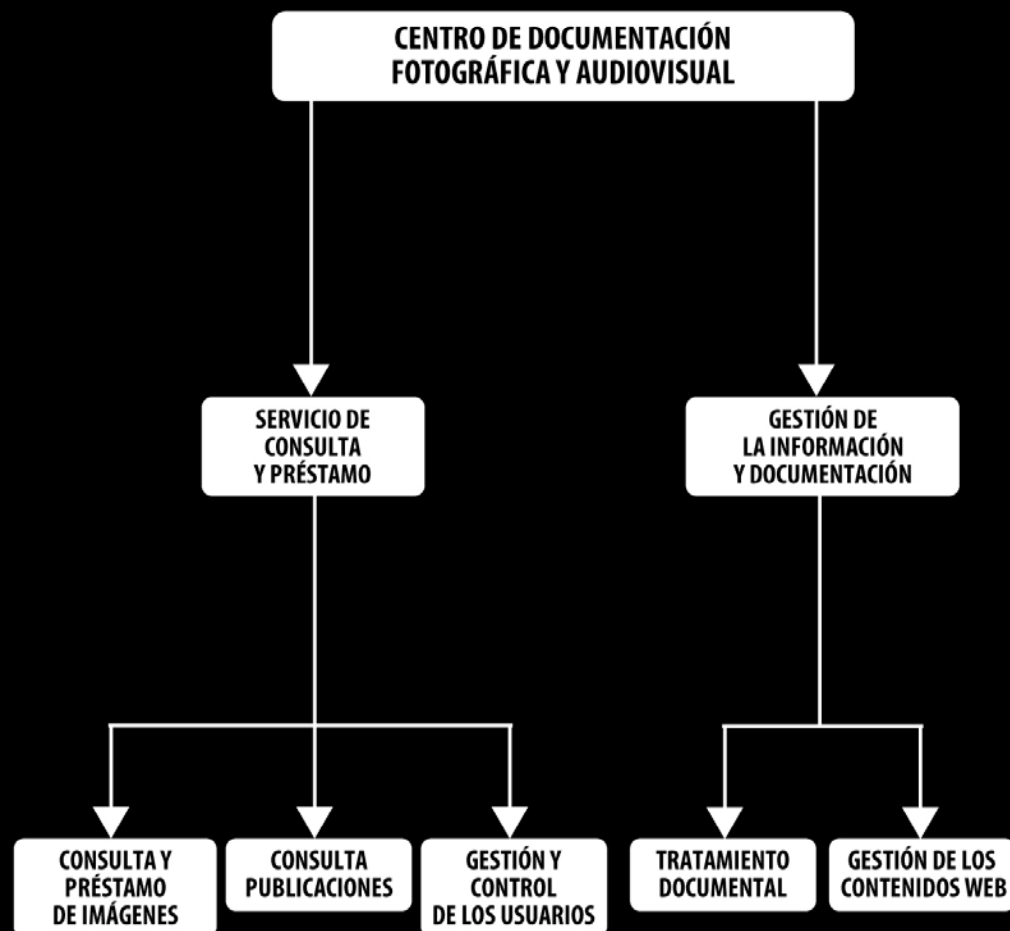 CENTRO DE DOCUMENTACIÓN
FOTOGRÁFICA Y AUDIOVISUAL
SERVICIO DE
CONSULTA
Y PRÉSTAMO
GESTIÓN DE
LA INFORMACIÓN
Y DOCUMENTACIÓN
CONSULTA Y
PRÉSTAMO
DE IMÁGENES
CONSULTA
PUBLICACIONES
GESTIÓN Y
CONTROL
DE LOS USUARIOS
TRATAMIENTO
DOCUMENTAL
GESTIÓN DE LOS
CONTENIDOS WEB